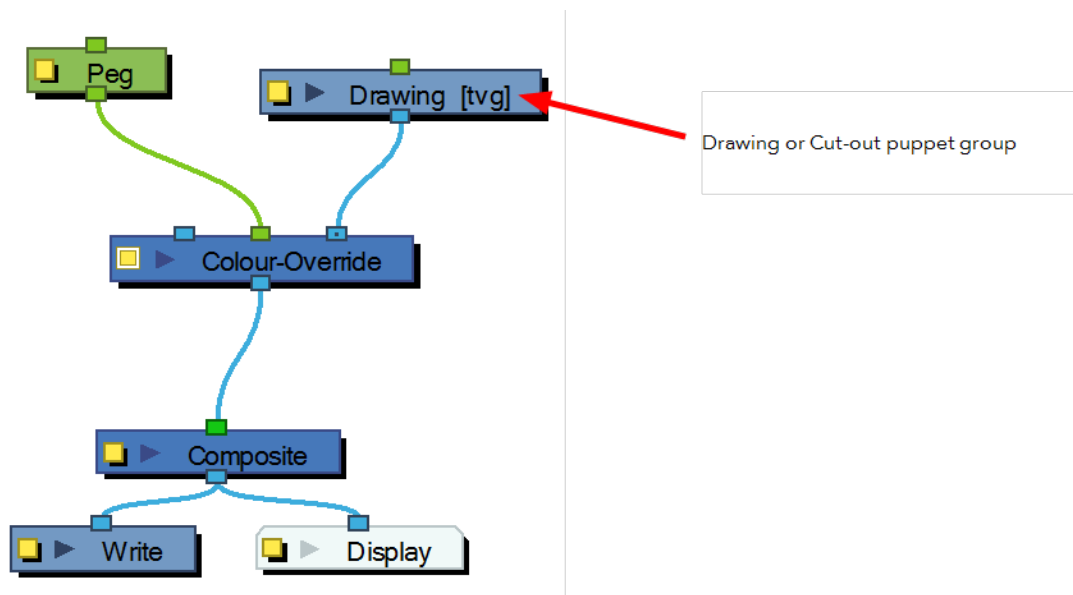 Peg
Drawing [tvg]
Drawing or Cut-out puppet group
Colour-Override
Composite
Write
Display